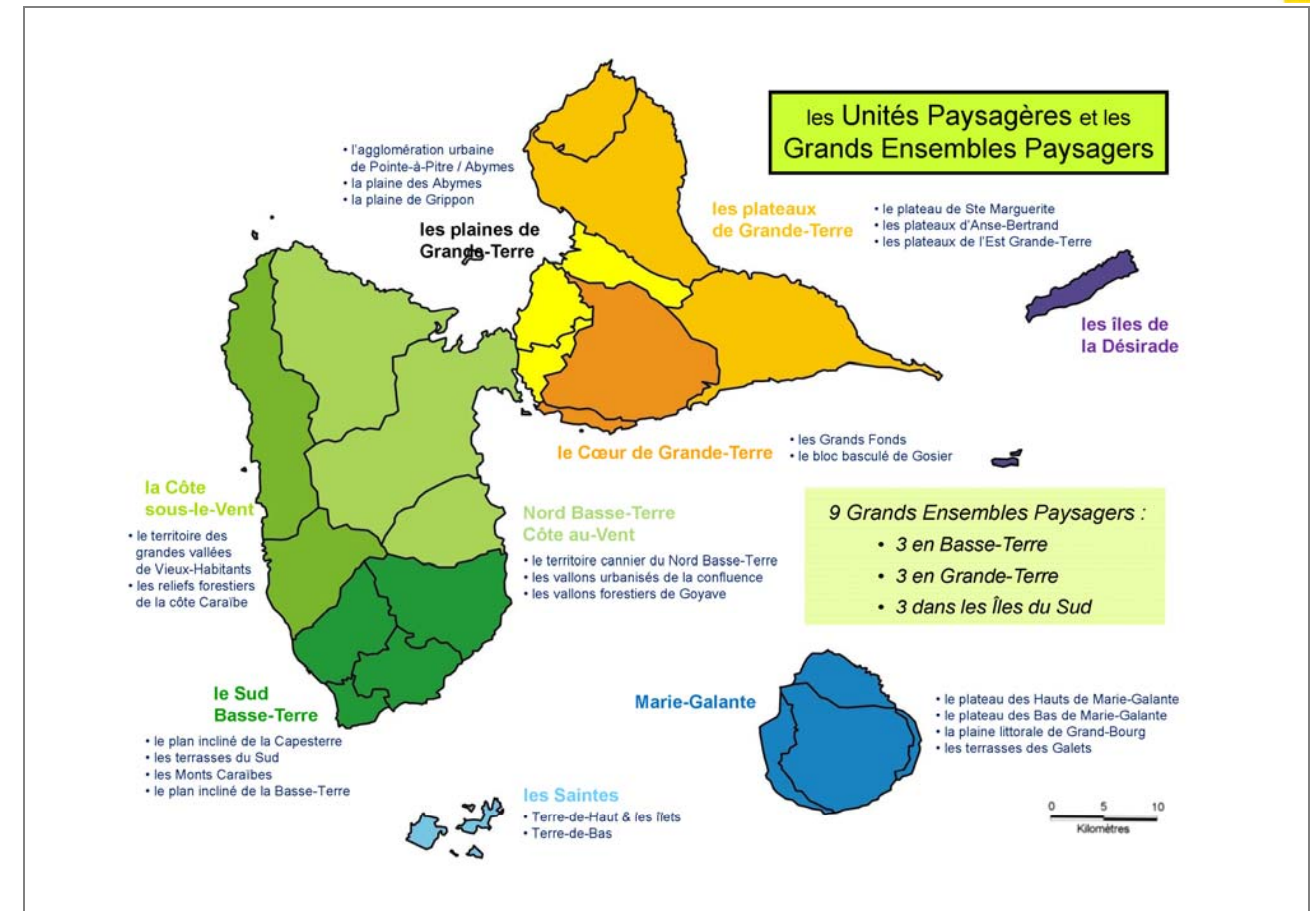 les Unités Paysagères et les
Grands Ensembles Paysagers
• l'agglomération urbaine
de Pointe-à-Pitre / Abymes
• la plaine des Abymes
• la plaine de Grippon
les plaines de
Grande-Terre
les plateaux
de Grande-Terre
• le plateau de Ste Marguerite
• les plateaux d'Anse-Bertrand
• les plateaux de l'Est Grande-Terre
les îles de
la Désirade
le Cœur de Grande-Terre
• les Grands Fonds
• le bloc basculé de Gosier
la Côte
sous-le-Vent
• le territoire des
grandes vallées
de Vieux-Habitants
• les reliefs forestiers
de la côte Caraïbe
Nord Basse-Terre
Côte au-Vent
• le territoire cannier du Nord Basse-Terre
• les vallons urbanisés de la confluence
• les vallons forestiers de Goyave
9 Grands Ensembles Paysagers :
• 3 en Basse-Terre
• 3 en Grande-Terre
• 3 dans les Îles du Sud
le Sud
Basse-Terre
• le plan incliné de la Capesterre
• les terrasses du Sud
• les Monts Caraïbes
• le plan incliné de la Basse-Terre
Marie-Galante
• le plateau des Hauts de Marie-Galante
• le plateau des Bas de Marie-Galante
• la plaine littorale de Grand-Bourg
• les terrasses des Galets
les Saintes
• Terre-de-Haut & les îlets
• Terre-de-Bas
0 5 10
Kilomètres